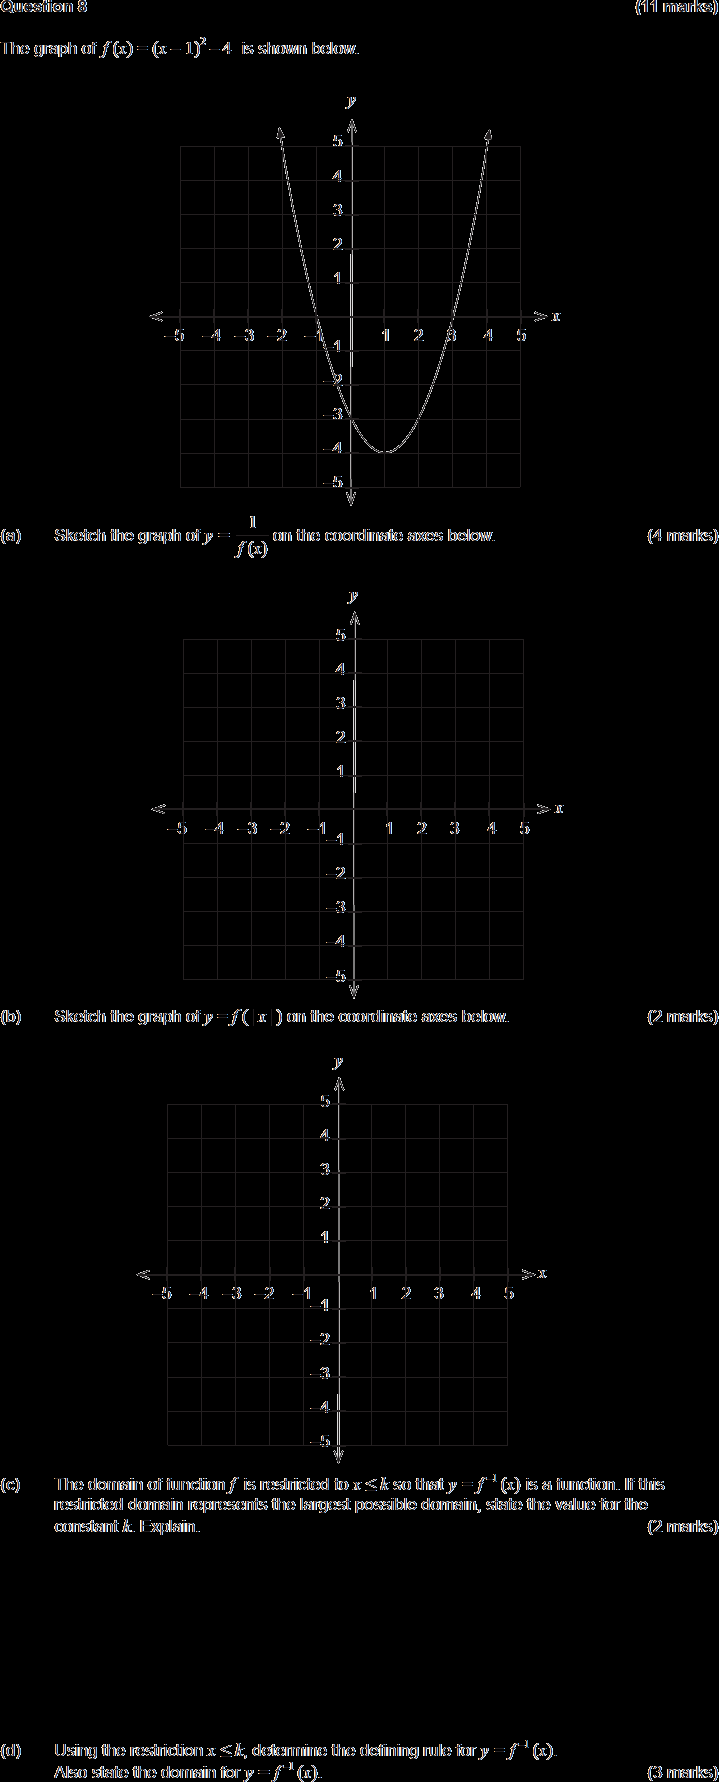 Question 8 (11 marks)
The graph of f(x) = (x − 1)² − 4 is shown below.
y
5
4
3
2
1
x
−5 −4 −3 −2 −1 1 2 3 4 5
−1
−2
−3
−4
−5
(a) Sketch the graph of y = 1/f(x) on the coordinate axes below. (4 marks)
y
5
4
3
2
1
x
−5 −4 −3 −2 −1 1 2 3 4 5
−1
−2
−3
−4
−5
(b) Sketch the graph of y = f(|x|) on the coordinate axes below. (2 marks)
y
5
4
3
2
1
x
−5 −4 −3 −2 −1 1 2 3 4 5
−1
−2
−3
−4
−5
(c) The domain of function f is restricted to x ≤ k so that y = f⁻¹(x) is a function. If this
restricted domain represents the largest possible domain, state the value for the
constant k. Explain. (2 marks)
(d) Using the restriction x ≤ k, determine the defining rule for y = f⁻¹(x).
Also state the domain for y = f⁻¹(x). (3 marks)